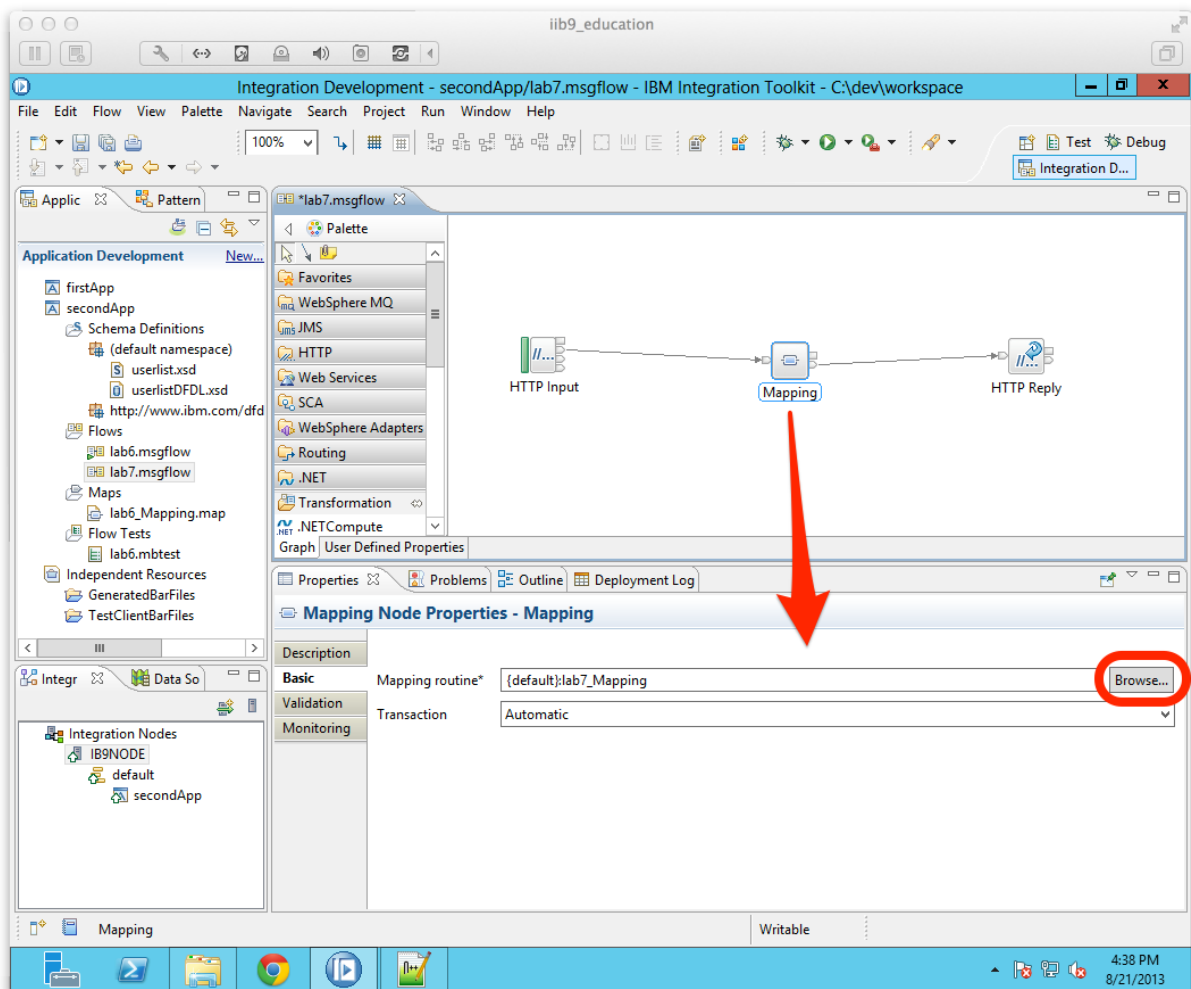 iib9_education
Integration Development - secondApp/lab7.msgflow - IBM Integration Toolkit - C:\dev\workspace
File Edit Flow View Palette Navigate Search Project Run Window Help
100%
Test Debug
Integration D...
Applic Pattern
Application Development New...
firstApp
secondApp
Schema Definitions
(default namespace)
userlist.xsd
userlistDFDL.xsd
http://www.ibm.com/dfd
Flows
lab6.msgflow
lab7.msgflow
Maps
lab6_Mapping.map
Flow Tests
lab6.mbtest
Independent Resources
GeneratedBarFiles
TestClientBarFiles
*lab7.msgflow
Palette
Favorites
WebSphere MQ
JMS
HTTP
Web Services
SCA
WebSphere Adapters
Routing
.NET
Transformation
.NETCompute
Graph User Defined Properties
HTTP Input
Mapping
HTTP Reply
Integr Data So
Integration Nodes
IB9NODE
default
secondApp
Properties Problems Outline Deployment Log
Mapping Node Properties - Mapping
Description
Basic
Validation
Monitoring
Mapping routine* {default}:lab7_Mapping Browse...
Transaction Automatic
Mapping Writable
4:38 PM
8/21/2013